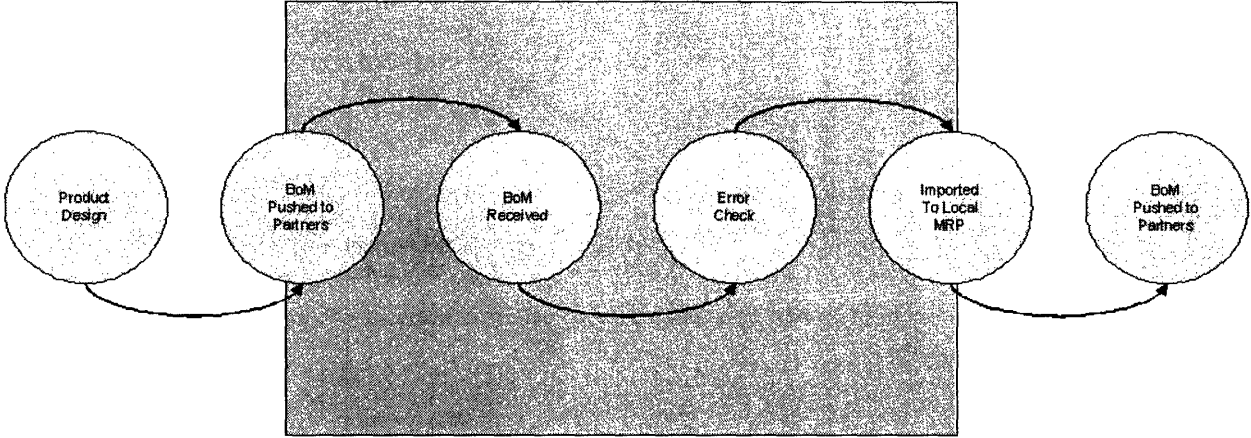 Product
Design
BoM
Pushed to
Partners
BoM
Received
Error
Check
Imported
To Local
MRP
BoM
Pushed to
Partners